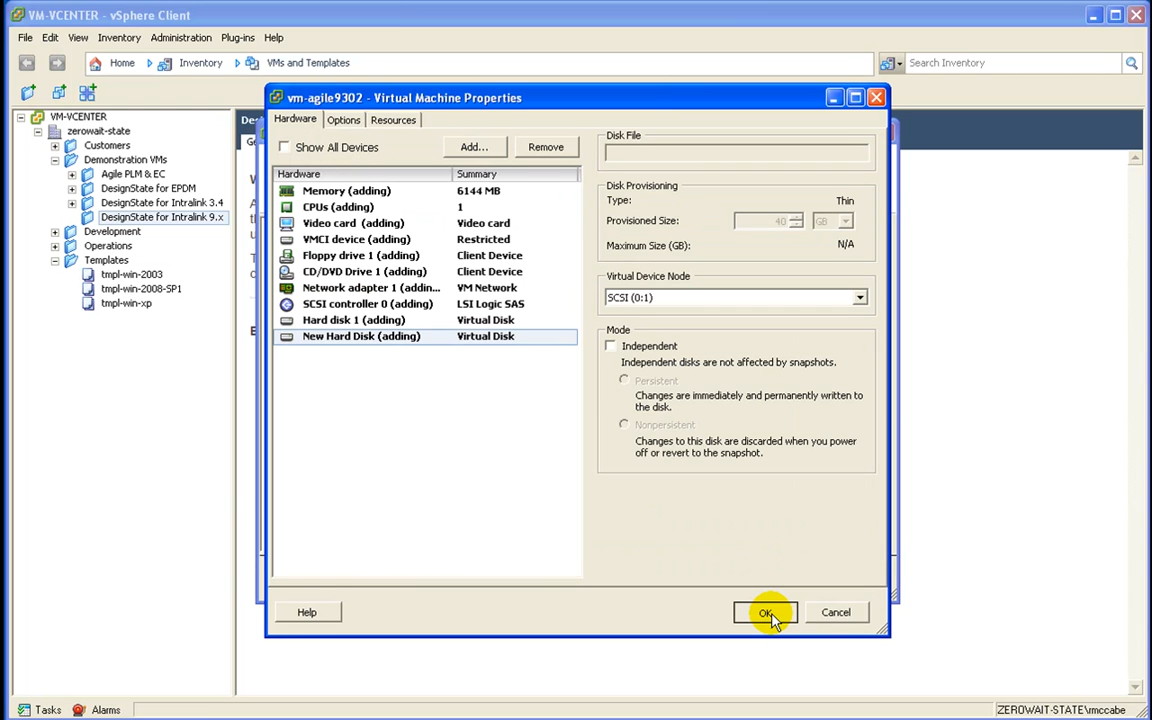 VM-VCENTER - vSphere Client
File Edit View Inventory Administration Plug-ins Help
Home Inventory VMs and Templates
Search Inventory
VM-VCENTER
zerowait-state
Customers
Demonstration VMs
Agile PLM & EC
DesignState for EPDM
DesignState for Intralink 3.4
DesignState for Intralink 9.x
Development
Operations
Templates
tmpl-win-2003
tmpl-win-2008-SP1
tmpl-win-xp
vm-agile9302 - Virtual Machine Properties
Hardware Options Resources
Show All Devices Add... Remove
Hardware Summary
Memory (adding) 6144 MB
CPUs (adding) 1
Video card (adding) Video card
VMCI device (adding) Restricted
Floppy drive 1 (adding) Client Device
CD/DVD Drive 1 (adding) Client Device
Network adapter 1 (addin... VM Network
SCSI controller 0 (adding) LSI Logic SAS
Hard disk 1 (adding) Virtual Disk
New Hard Disk (adding) Virtual Disk
Disk File
Disk Provisioning
Type: Thin
Provisioned Size: 40 GB
Maximum Size (GB): N/A
Virtual Device Node
SCSI (0:1)
Mode
Independent
Independent disks are not affected by snapshots.
Persistent
Changes are immediately and permanently written to
the disk.
Nonpersistent
Changes to this disk are discarded when you power
off or revert to the snapshot.
Help OK Cancel
Tasks Alarms
ZEROWAIT-STATE\rmccabe